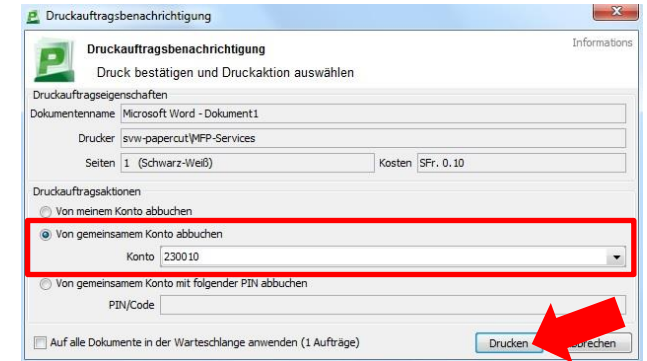 Druckauftragsbenachrichtigung
Druckauftragsbenachrichtigung Informations
Druck bestätigen und Druckaktion auswählen
Druckauftragseigenschaften
Dokumentenname Microsoft Word - Dokument1
Drucker svw-papercut\MFP-Services
Seiten 1 (Schwarz-Weiß) Kosten SFr. 0.10
Druckauftragsaktionen
Von meinem Konto abbuchen
Von gemeinsamem Konto abbuchen
Konto 230010
Von gemeinsamem Konto mit folgender PIN abbuchen
PIN/Code
Auf alle Dokumente in der Warteschlange anwenden (1 Aufträge) Drucken